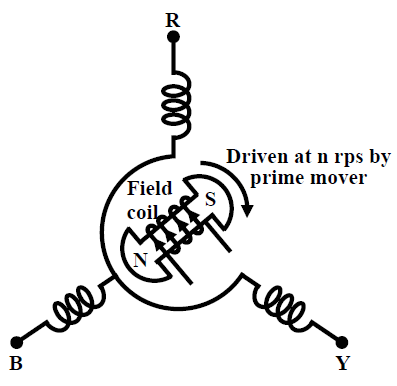 R
Driven at n rps by
prime mover
Field
coil
S
N
B
Y